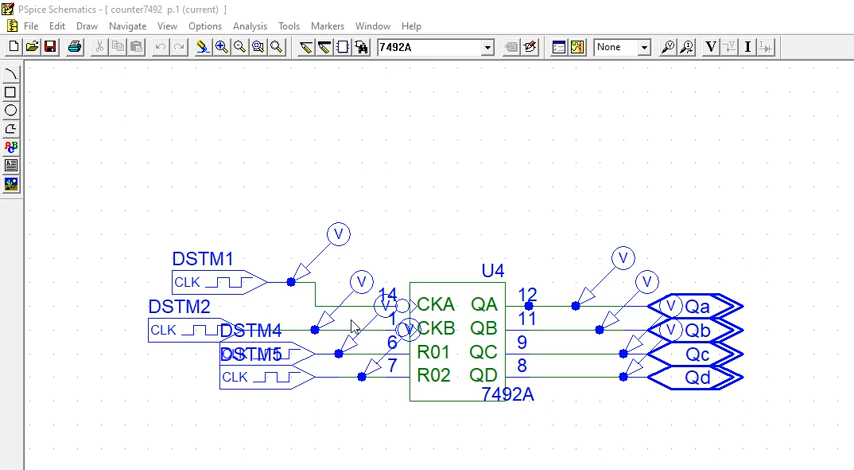 PSpice Schematics - [ counter7492  p.1 (current)  ]
File Edit Draw Navigate View Options Analysis Tools Markers Window Help
7492A None V I
ABC
V
DSTM1 V U4
CLK V V
14 12
CKA QA V Qa
DSTM2 V
CLK 1 CKB QB 11 V Qb
DSTM4 V
DSTM5 6 R01 QC 9 Qc
CLK 7 R02 QD 8 Qd
7492A